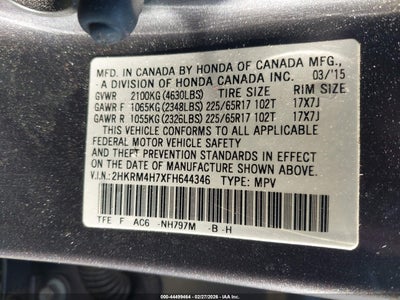 MFD. IN CANADA BY HONDA OF CANADA MFG.,
A DIVISION OF HONDA CANADA INC. 03/'15
GVWR 2100KG (4630LBS) TIRE SIZE RIM SIZE
GAWR F 1065KG (2348LBS) 225/65R17 102T 17X7J
GAWR R 1055KG (2326LBS) 225/65R17 102T 17X7J
THIS VEHICLE CONFORMS TO ALL APPLICABLE
FEDERAL MOTOR VEHICLE SAFETY
AND THEFT PREVENTION STANDARDS IN EFFECT
ON THE DATE OF MANUFACTURE SHOWN ABOVE.
V.I.N.: 2HKRM4H7XFH644346 TYPE: MPV
TFE F AC6 -NH797M -B -H
000-44499464 - 02/27/2026 - IAAI.COM